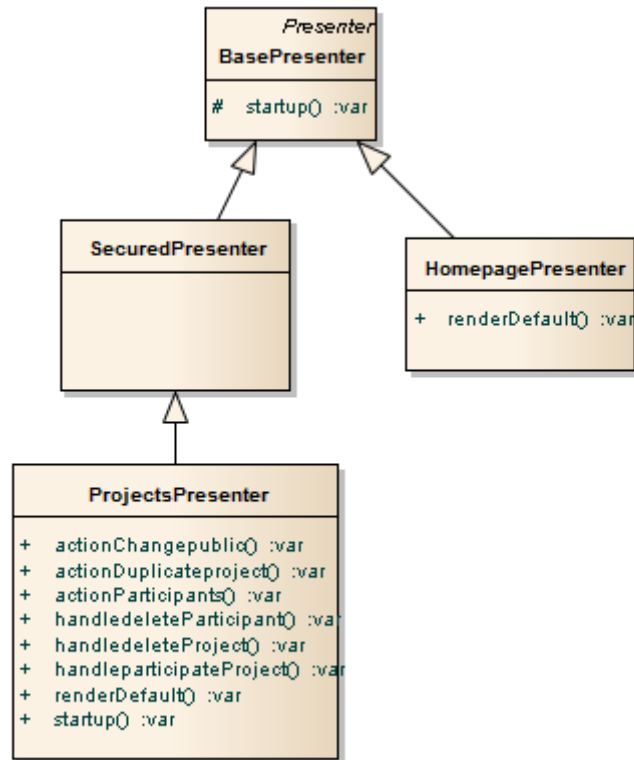 Presenter
BasePresenter
# startup() :var
SecuredPresenter
HomepagePresenter
+ renderDefault() :var
ProjectsPresenter
+ actionChangepublic() :var
+ actionDuplicateproject() :var
+ actionParticipants() :var
+ handledeleteParticipant() :var
+ handledeleteProject() :var
+ handleparticipateProject() :var
+ renderDefault() :var
+ startup() :var